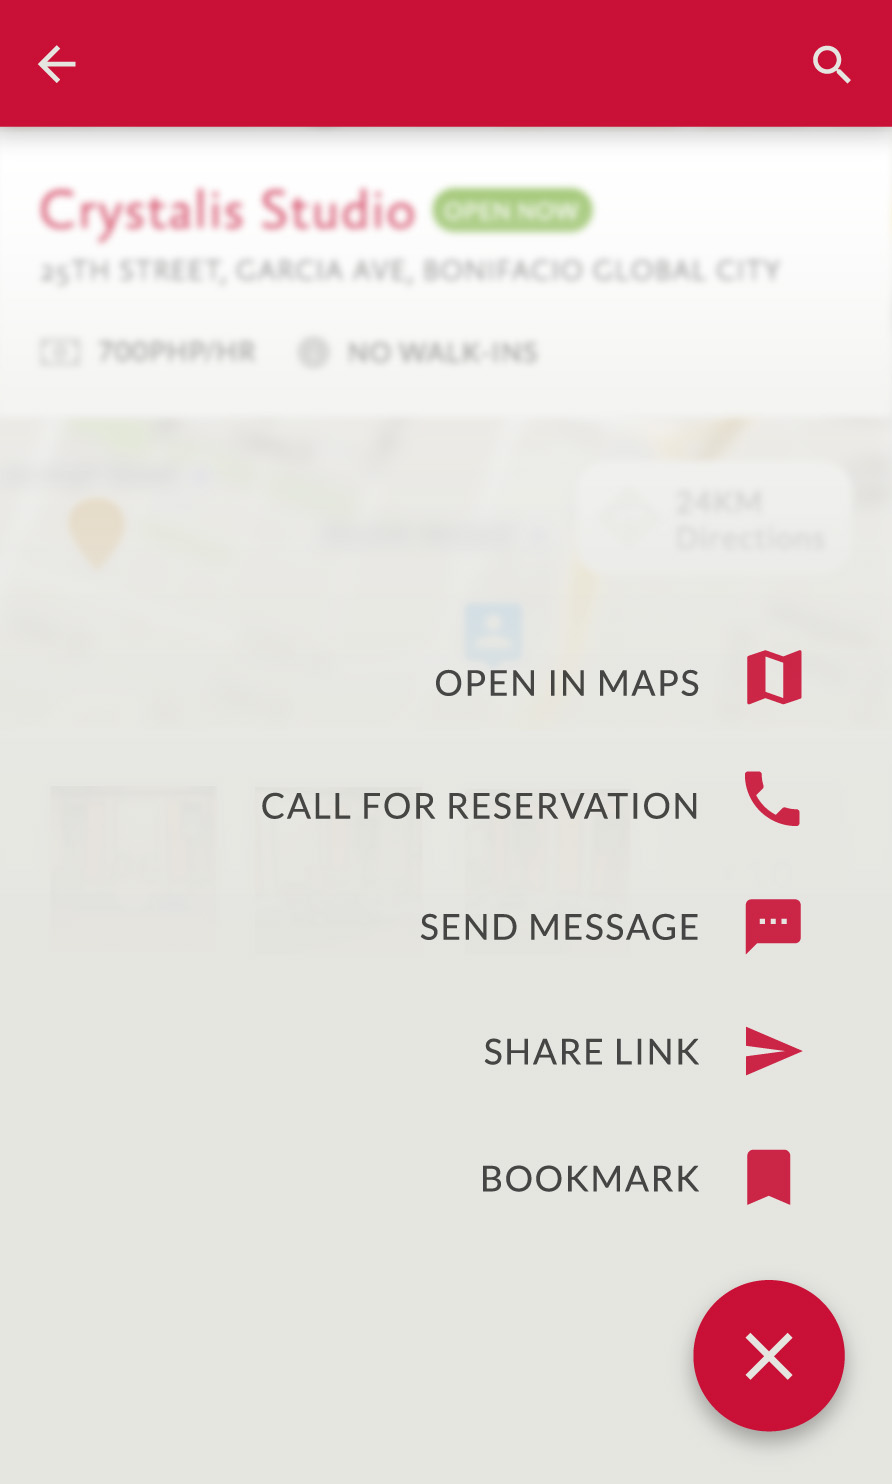 Crystalis Studio OPEN NOW
25TH STREET, GARCIA AVE, BONIFACIO GLOBAL CITY
700PHP/HR NO WALK-INS
24KM
Directions
OPEN IN MAPS
CALL FOR RESERVATION
SEND MESSAGE
SHARE LINK
BOOKMARK